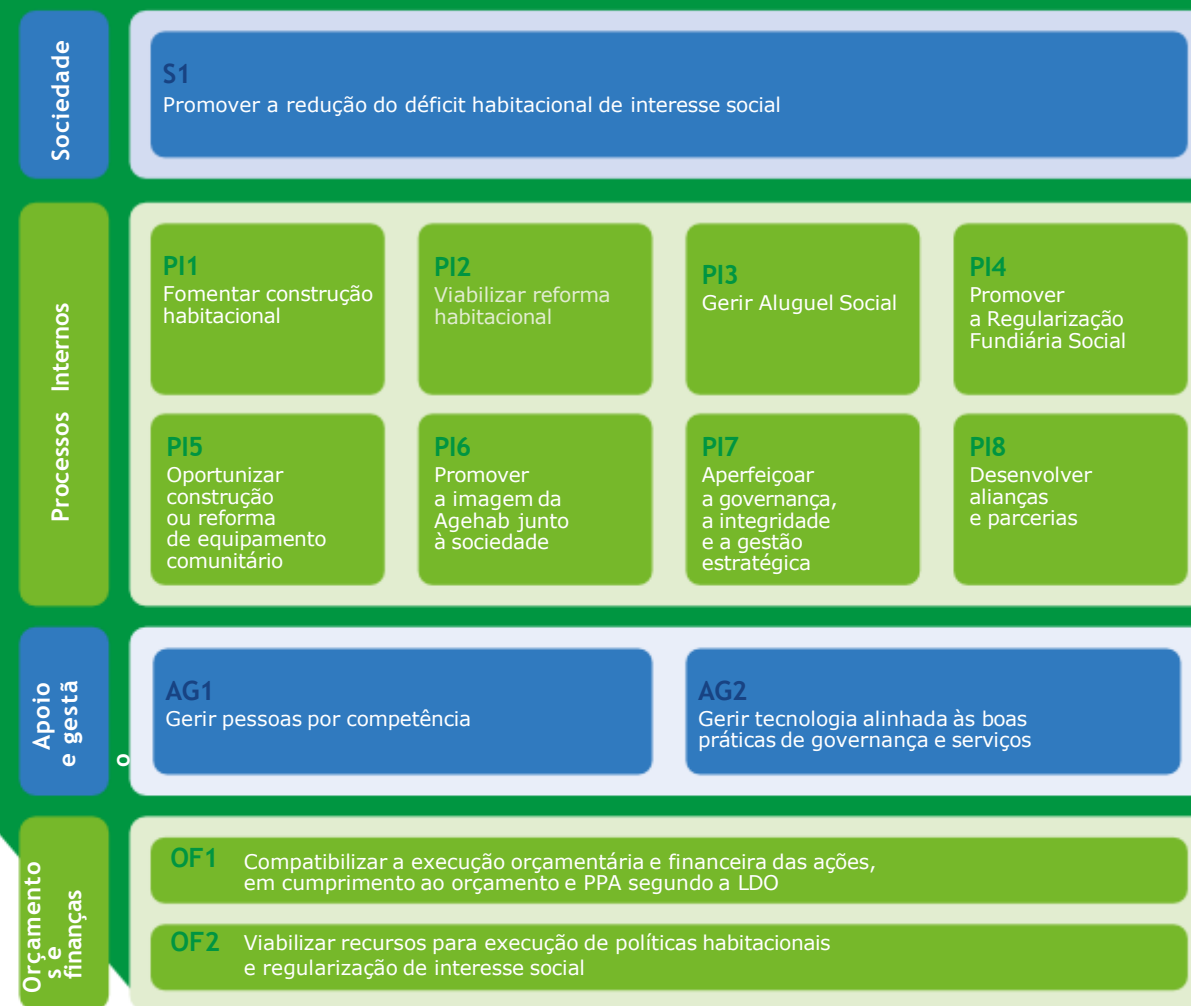 Sociedade
S1
Promover a redução do déficit habitacional de interesse social
Processos Internos
PI1
Fomentar construção
habitacional
PI2
Viabilizar reforma
habitacional
PI3
Gerir Aluguel Social
PI4
Promover
a Regularização
Fundiária Social
PI5
Oportunizar
construção
ou reforma
de equipamento
comunitário
PI6
Promover
a imagem da
Agehab junto
à sociedade
PI7
Aperfeiçoar
a governança,
a integridade
e a gestão
estratégica
PI8
Desenvolver
alianças
e parcerias
Apoio
e gestã
o
AG1
Gerir pessoas por competência
AG2
Gerir tecnologia alinhada às boas
práticas de governança e serviços
Orçamento
s e
finanças
OF1
Compatibilizar a execução orçamentária e financeira das ações,
em cumprimento ao orçamento e PPA segundo a LDO
OF2
Viabilizar recursos para execução de políticas habitacionais
e regularização de interesse social